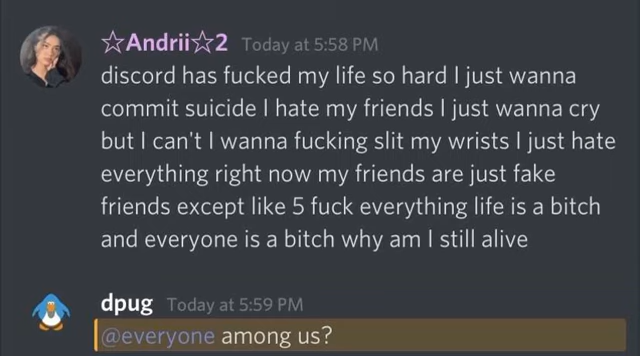 ☆Andrii☆2 Today at 5:58 PM
discord has fucked my life so hard I just wanna
commit suicide I hate my friends I just wanna cry
but I can't I wanna fucking slit my wrists I just hate
everything right now my friends are just fake
friends except like 5 fuck everything life is a bitch
and everyone is a bitch why am I still alive
dpug Today at 5:59 PM
@everyone among us?